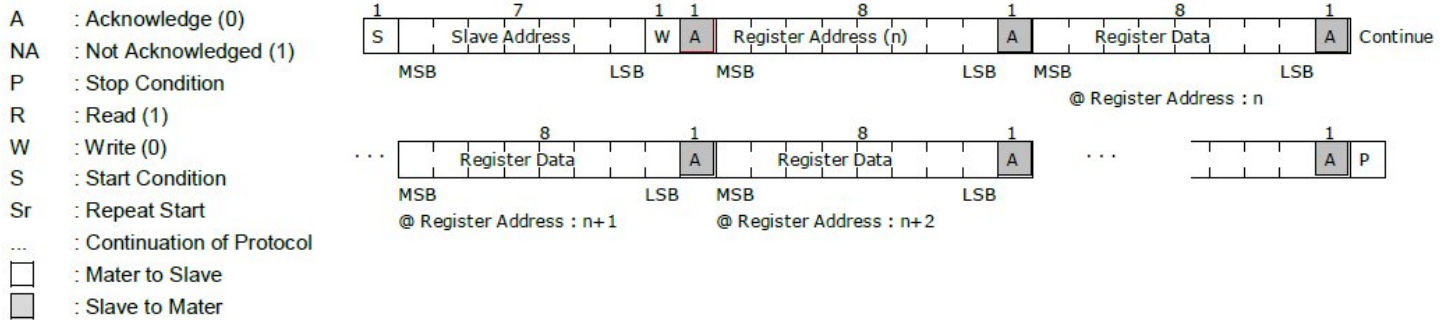 A : Acknowledge (0)
NA : Not Acknowledged (1)
P : Stop Condition
R : Read (1)
W : Write (0)
S : Start Condition
Sr : Repeat Start
... : Continuation of Protocol
: Mater to Slave
: Slave to Mater
1 7 1 1 8 1 8 1
S Slave Address W A Register Address (n) A Register Data A Continue
MSB LSB MSB LSB MSB LSB
@ Register Address : n
8 1 8 1 1
... Register Data A Register Data A ... A P
MSB LSB MSB LSB
@ Register Address : n+1 @ Register Address : n+2